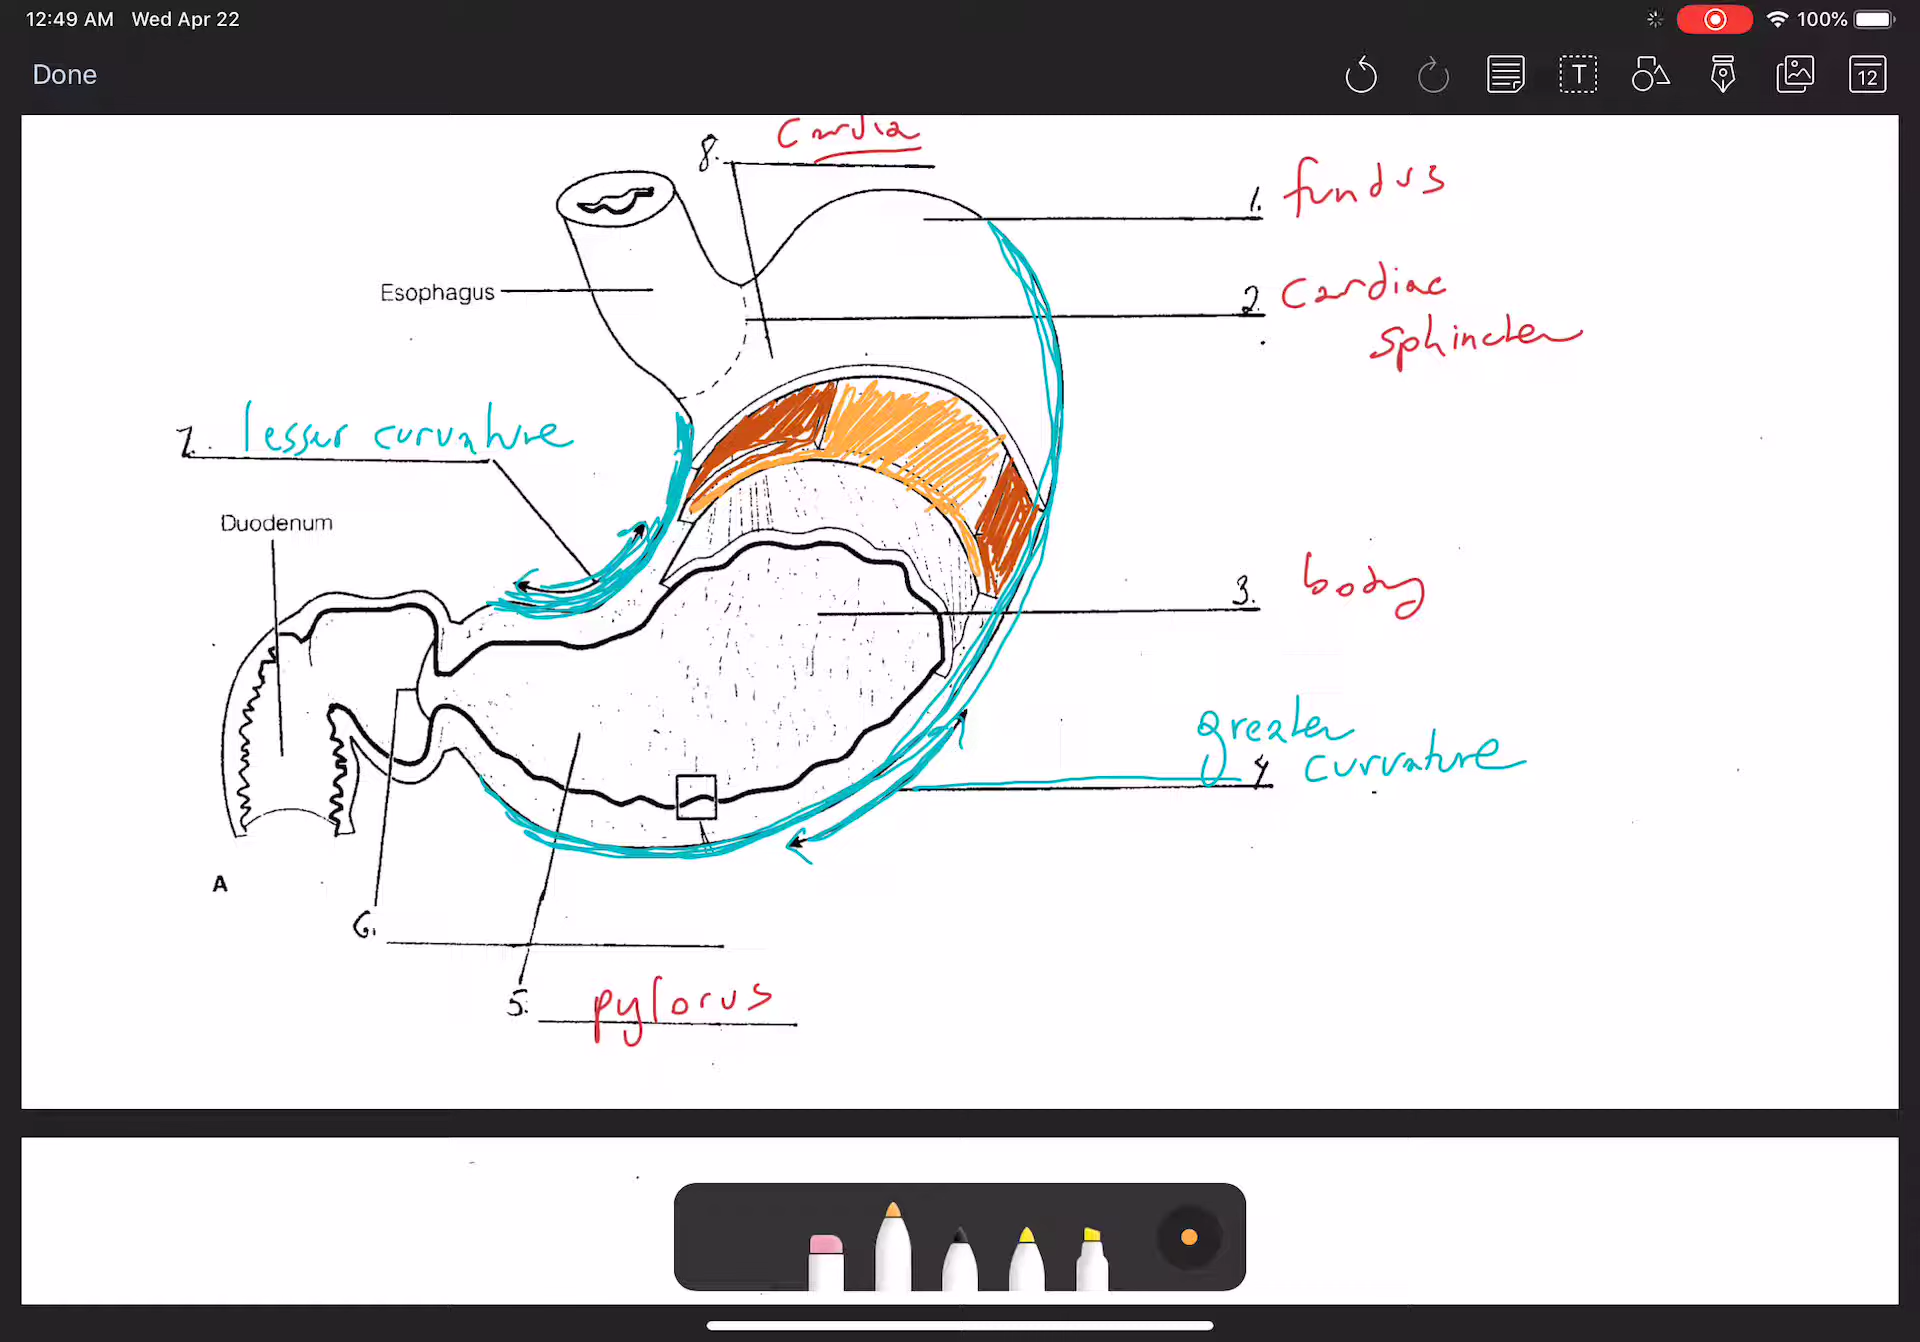 12:49 AM Wed Apr 22
100%
Done
T
12
8. Cardia
1. fundus
Esophagus
2. Cardiac
sphincter
7. lesser curvature
Duodenum
3. body
greater
4. curvature
A
6.
5. pylorus